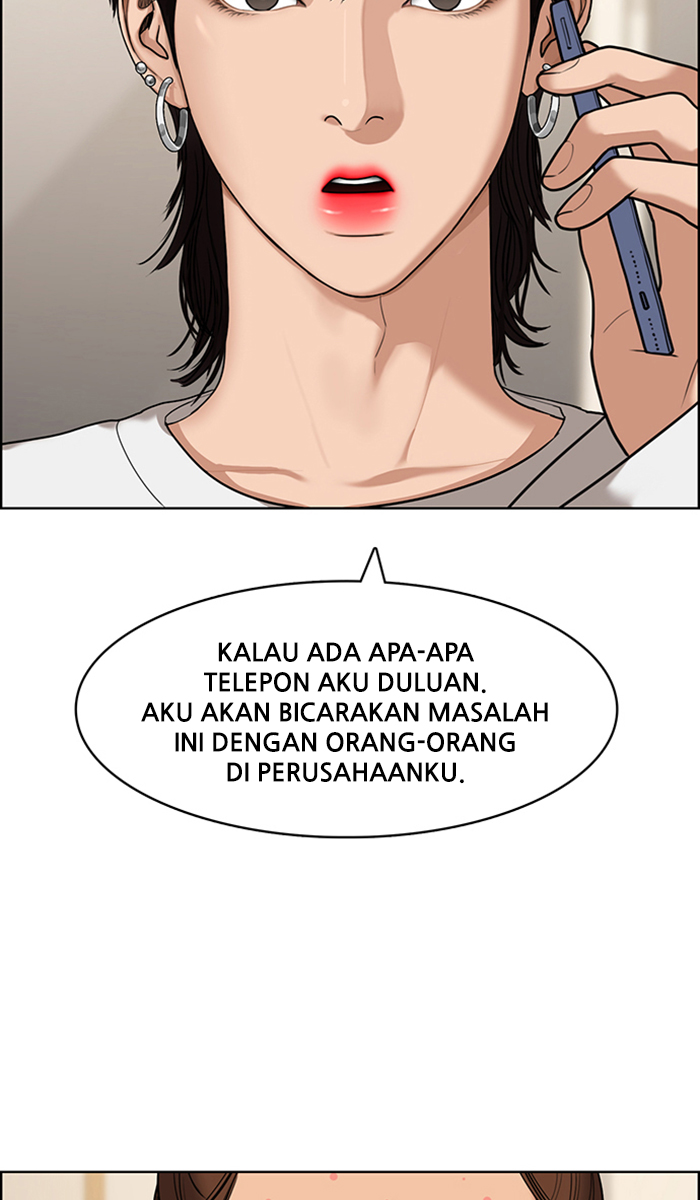 KALAU ADA APA-APA
TELEPON AKU DULUAN.
AKU AKAN BICARAKAN MASALAH
INI DENGAN ORANG-ORANG
DI PERUSAHAANKU.